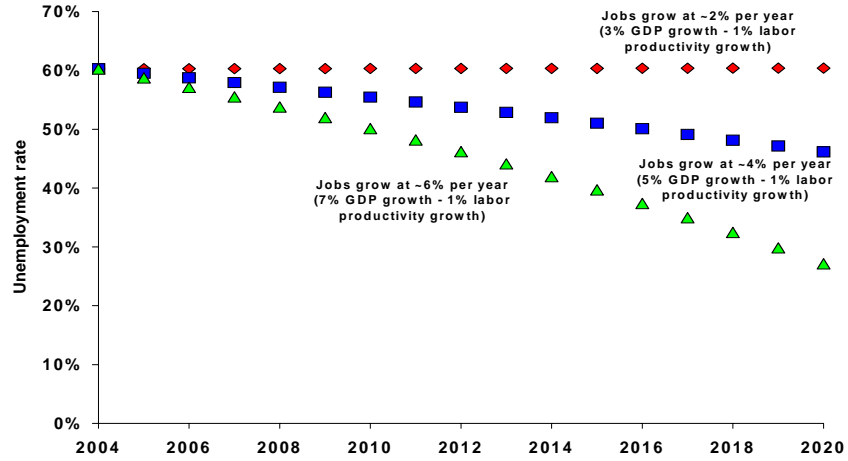 70%
Jobs grow at ~2% per year
(3% GDP growth - 1% labor
productivity growth)
60%
50%
Jobs grow at ~4% per year
(5% GDP growth - 1% labor
productivity growth)
Jobs grow at ~6% per year
(7% GDP growth - 1% labor
productivity growth)
40%
30%
20%
10%
0%
Unemployment rate
2004 2006 2008 2010 2012 2014 2016 2018 2020